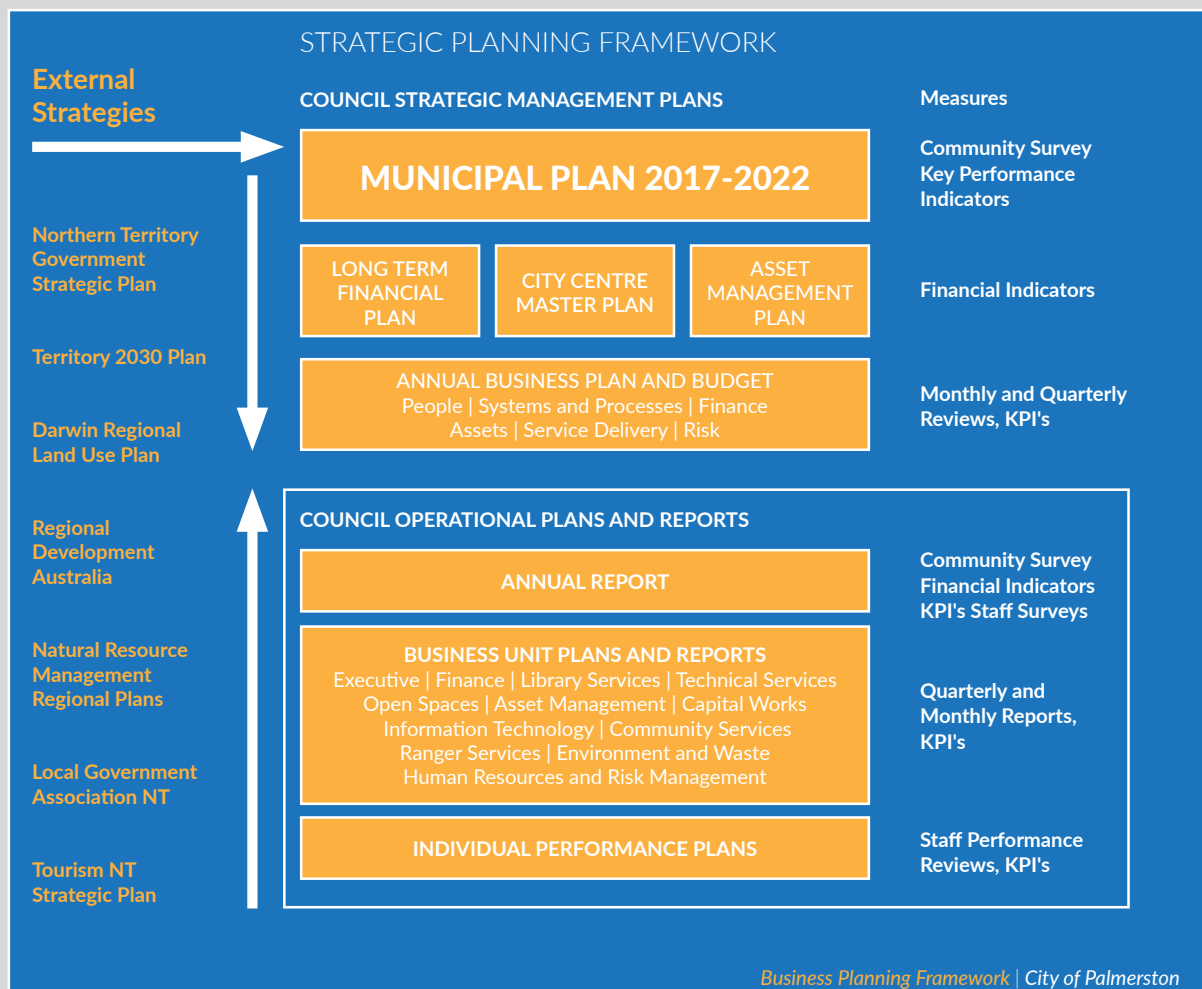 STRATEGIC PLANNING FRAMEWORK
External
Strategies
COUNCIL STRATEGIC MANAGEMENT PLANS
Measures
MUNICIPAL PLAN 2017-2022
Community Survey
Key Performance
Indicators
Northern Territory
Government
Strategic Plan
LONG TERM
FINANCIAL
PLAN
CITY CENTRE
MASTER PLAN
ASSET
MANAGEMENT
PLAN
Financial Indicators
Territory 2030 Plan
ANNUAL BUSINESS PLAN AND BUDGET
People | Systems and Processes | Finance
Assets | Service Delivery | Risk
Monthly and Quarterly
Reviews, KPI's
Darwin Regional
Land Use Plan
Regional
Development
Australia
COUNCIL OPERATIONAL PLANS AND REPORTS
ANNUAL REPORT
Community Survey
Financial Indicators
KPI's Staff Surveys
Natural Resource
Management
Regional Plans
BUSINESS UNIT PLANS AND REPORTS
Executive | Finance | Library Services | Technical Services
Open Spaces | Asset Management | Capital Works
Information Technology | Community Services
Ranger Services | Environment and Waste
Human Resources and Risk Management
Quarterly and
Monthly Reports,
KPI's
Local Government
Association NT
INDIVIDUAL PERFORMANCE PLANS
Staff Performance
Reviews, KPI's
Tourism NT
Strategic Plan
Business Planning Framework | City of Palmerston